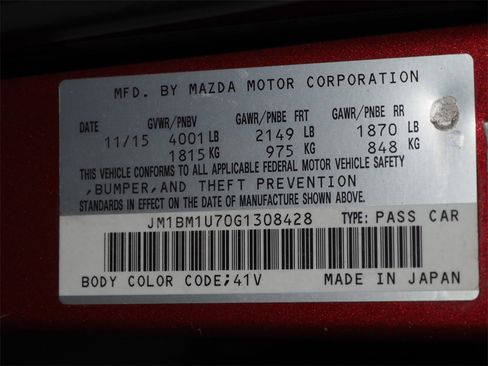 MFD. BY MAZDA MOTOR CORPORATION
DATE GVWR/PNBV GAWR/PNBE FRT GAWR/PNBE RR
11/15 4001 LB 2149 LB 1870 LB
1815 KG 975 KG 848 KG
THIS VEHICLE CONFORMS TO ALL APPLICABLE FEDERAL MOTOR VEHICLE SAFETY
,BUMPER,AND THEFT PREVENTION
STANDARDS IN EFFECT ON THE DATE OF MANUFACTURE SHOWN ABOVE.
JM1BM1U70G1308428 TYPE: PASS CAR
BODY COLOR CODE;41V MADE IN JAPAN